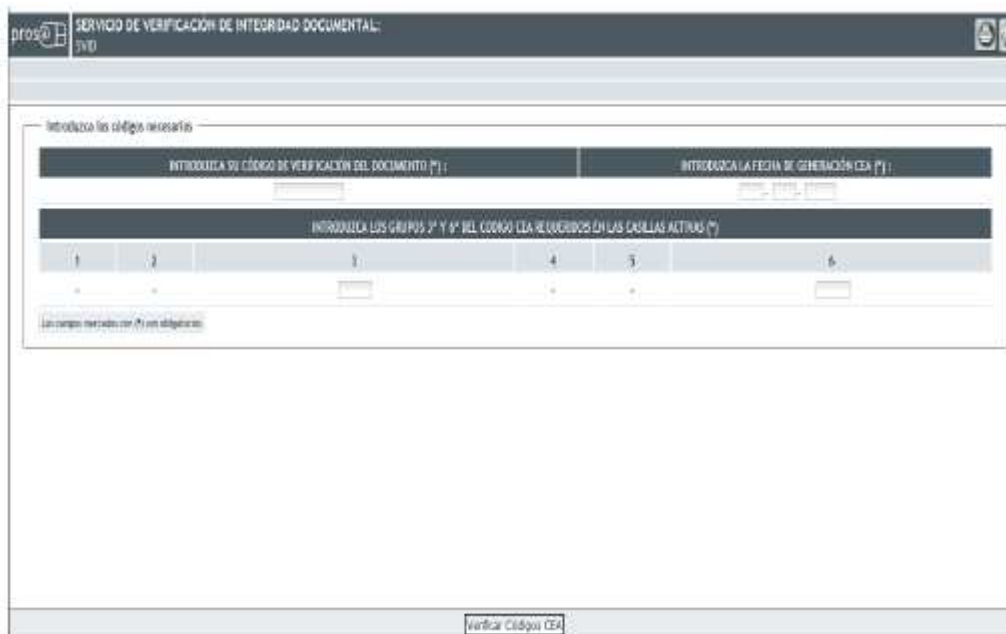 pros@
SERVICIO DE VERIFICACIÓN DE INTEGRIDAD DOCUMENTAL:
SVID
Introduzca los códigos necesarios
INTRODUZCA SU CÓDIGO DE VERIFICACIÓN DEL DOCUMENTO (*) :
INTRODUZCA LA FECHA DE GENERACIÓN CEA (*) :
INTRODUZCA LOS GRUPOS 3º Y 6º DEL CODIGO CEA REQUERIDOS EN LAS CASILLAS ACTIVAS (*)
1 2 3 4 5 6
Los campos marcados con (*) son obligatorios
Verificar Códigos CEA